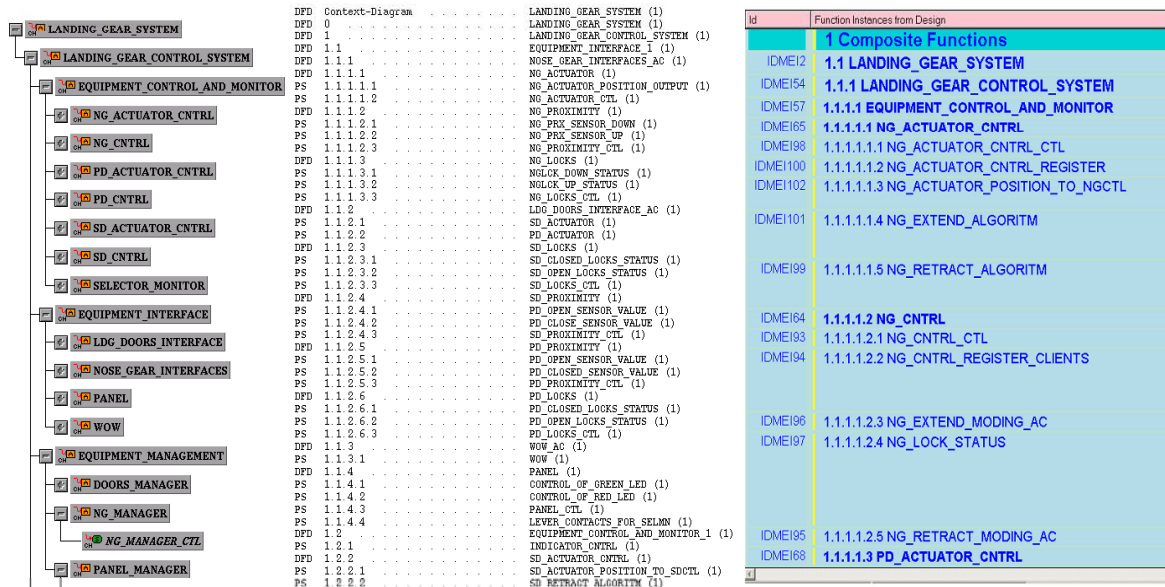 LANDING_GEAR_SYSTEM
LANDING_GEAR_CONTROL_SYSTEM
EQUIPMENT_CONTROL_AND_MONITOR
NG_ACTUATOR_CNTRL
NG_CNTRL
PD_ACTUATOR_CNTRL
PD_CNTRL
SD_ACTUATOR_CNTRL
SD_CNTRL
SELECTOR_MONITOR
EQUIPMENT_INTERFACE
LDG_DOORS_INTERFACE
NOSE_GEAR_INTERFACES
PANEL
WOW
EQUIPMENT_MANAGEMENT
DOORS_MANAGER
NG_MANAGER
NG_MANAGER_CTL
PANEL_MANAGER
DFD Context-Diagram . . . . . . . . . LANDING_GEAR_SYSTEM (1)
DFD 0 . . . . . . . . . LANDING_GEAR_SYSTEM (1)
DFD 1 . . . . . . . . . LANDING_GEAR_CONTROL_SYSTEM (1)
DFD 1.1 . . . . . . . . . EQUIPMENT_INTERFACE_1 (1)
DFD 1.1.1 . . . . . . . . . NOSE_GEAR_INTERFACES_AC (1)
DFD 1.1.1.1 . . . . . . . . . NG_ACTUATOR (1)
PS 1.1.1.1.1 . . . . . . . . . NG_ACTUATOR_POSITION_OUTPUT (1)
PS 1.1.1.1.2 . . . . . . . . . NG_ACTUATOR_CTL (1)
DFD 1.1.1.2 . . . . . . . . . NG_PROXIMITY (1)
PS 1.1.1.2.1 . . . . . . . . . NG_PRX_SENSOR_DOWN (1)
PS 1.1.1.2.2 . . . . . . . . . NG_PRX_SENSOR_UP (1)
PS 1.1.1.2.3 . . . . . . . . . NG_PROXIMITY_CTL (1)
DFD 1.1.1.3 . . . . . . . . . NG_LOCKS (1)
PS 1.1.1.3.1 . . . . . . . . . NGLCK_DOWN_STATUS (1)
PS 1.1.1.3.2 . . . . . . . . . NGLCK_UP_STATUS (1)
PS 1.1.1.3.3 . . . . . . . . . NG_LOCKS_CTL (1)
DFD 1.1.2 . . . . . . . . . LDG_DOORS_INTERFACE_AC (1)
PS 1.1.2.1 . . . . . . . . . SD_ACTUATOR (1)
PS 1.1.2.2 . . . . . . . . . PD_ACTUATOR (1)
DFD 1.1.2.3 . . . . . . . . . SD_LOCKS (1)
PS 1.1.2.3.1 . . . . . . . . . SD_CLOSED_LOCKS_STATUS (1)
PS 1.1.2.3.2 . . . . . . . . . SD_OPEN_LOCKS_STATUS (1)
PS 1.1.2.3.3 . . . . . . . . . SD_LOCKS_CTL (1)
DFD 1.1.2.4 . . . . . . . . . SD_PROXIMITY (1)
PS 1.1.2.4.1 . . . . . . . . . PD_OPEN_SENSOR_VALUE (1)
PS 1.1.2.4.2 . . . . . . . . . PD_CLOSE_SENSOR_VALUE (1)
PS 1.1.2.4.3 . . . . . . . . . SD_PROXIMITY_CTL (1)
DFD 1.1.2.5 . . . . . . . . . PD_PROXIMITY (1)
PS 1.1.2.5.1 . . . . . . . . . PD_OPEN_SENSOR_VALUE (1)
PS 1.1.2.5.2 . . . . . . . . . PD_CLOSED_SENSOR_VALUE (1)
PS 1.1.2.5.3 . . . . . . . . . PD_PROXIMITY_CTL (1)
DFD 1.1.2.6 . . . . . . . . . PD_LOCKS (1)
PS 1.1.2.6.1 . . . . . . . . . PD_CLOSED_LOCKS_STATUS (1)
PS 1.1.2.6.2 . . . . . . . . . PD_OPEN_LOCKS_STATUS (1)
PS 1.1.2.6.3 . . . . . . . . . PD_LOCKS_CTL (1)
DFD 1.1.3 . . . . . . . . . WOW_AC (1)
PS 1.1.3.1 . . . . . . . . . WOW (1)
DFD 1.1.4 . . . . . . . . . PANEL (1)
PS 1.1.4.1 . . . . . . . . . CONTROL_OF_GREEN_LED (1)
PS 1.1.4.2 . . . . . . . . . CONTROL_OF_RED_LED (1)
PS 1.1.4.3 . . . . . . . . . PANEL_CTL (1)
PS 1.1.4.4 . . . . . . . . . LEVER_CONTACTS_FOR_SELMN (1)
DFD 1.2 . . . . . . . . . EQUIPMENT_CONTROL_AND_MONITOR_1 (1)
PS 1.2.1 . . . . . . . . . INDICATOR_CNTRL (1)
DFD 1.2.2 . . . . . . . . . SD_ACTUATOR_CNTRL (1)
PS 1.2.2.1 . . . . . . . . . SD_ACTUATOR_POSITION_TO_SDCTL (1)
PS 1.2.2.2 . . . . . . . . . SD_RETRACT_ALGORITM (1)
Id Function Instances from Design
1 Composite Functions
IDMEI2 1.1 LANDING_GEAR_SYSTEM
IDMEI54 1.1.1 LANDING_GEAR_CONTROL_SYSTEM
IDMEI57 1.1.1.1 EQUIPMENT_CONTROL_AND_MONITOR
IDMEI65 1.1.1.1.1 NG_ACTUATOR_CNTRL
IDMEI98 1.1.1.1.1.1 NG_ACTUATOR_CNTRL_CTL
IDMEI100 1.1.1.1.1.2 NG_ACTUATOR_CNTRL_REGISTER
IDMEI102 1.1.1.1.1.3 NG_ACTUATOR_POSITION_TO_NGCTL
IDMEI101 1.1.1.1.1.4 NG_EXTEND_ALGORITM
IDMEI99 1.1.1.1.1.5 NG_RETRACT_ALGORITM
IDMEI64 1.1.1.1.2 NG_CNTRL
IDMEI93 1.1.1.1.2.1 NG_CNTRL_CTL
IDMEI94 1.1.1.1.2.2 NG_CNTRL_REGISTER_CLIENTS
IDMEI96 1.1.1.1.2.3 NG_EXTEND_MODING_AC
IDMEI97 1.1.1.1.2.4 NG_LOCK_STATUS
IDMEI95 1.1.1.1.2.5 NG_RETRACT_MODING_AC
IDMEI68 1.1.1.1.3 PD_ACTUATOR_CNTRL